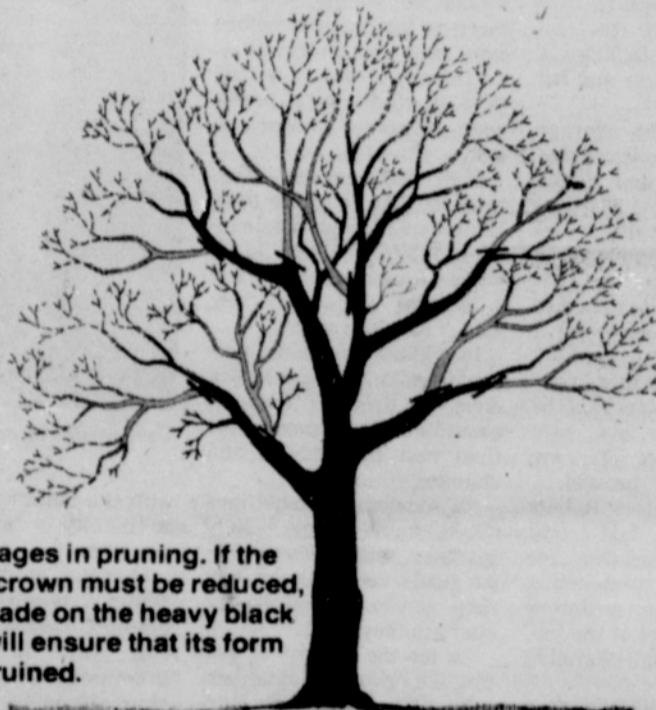 ages in pruning. If the
crown must be reduced,
ade on the heavy black
ill ensure that its form
ruined.